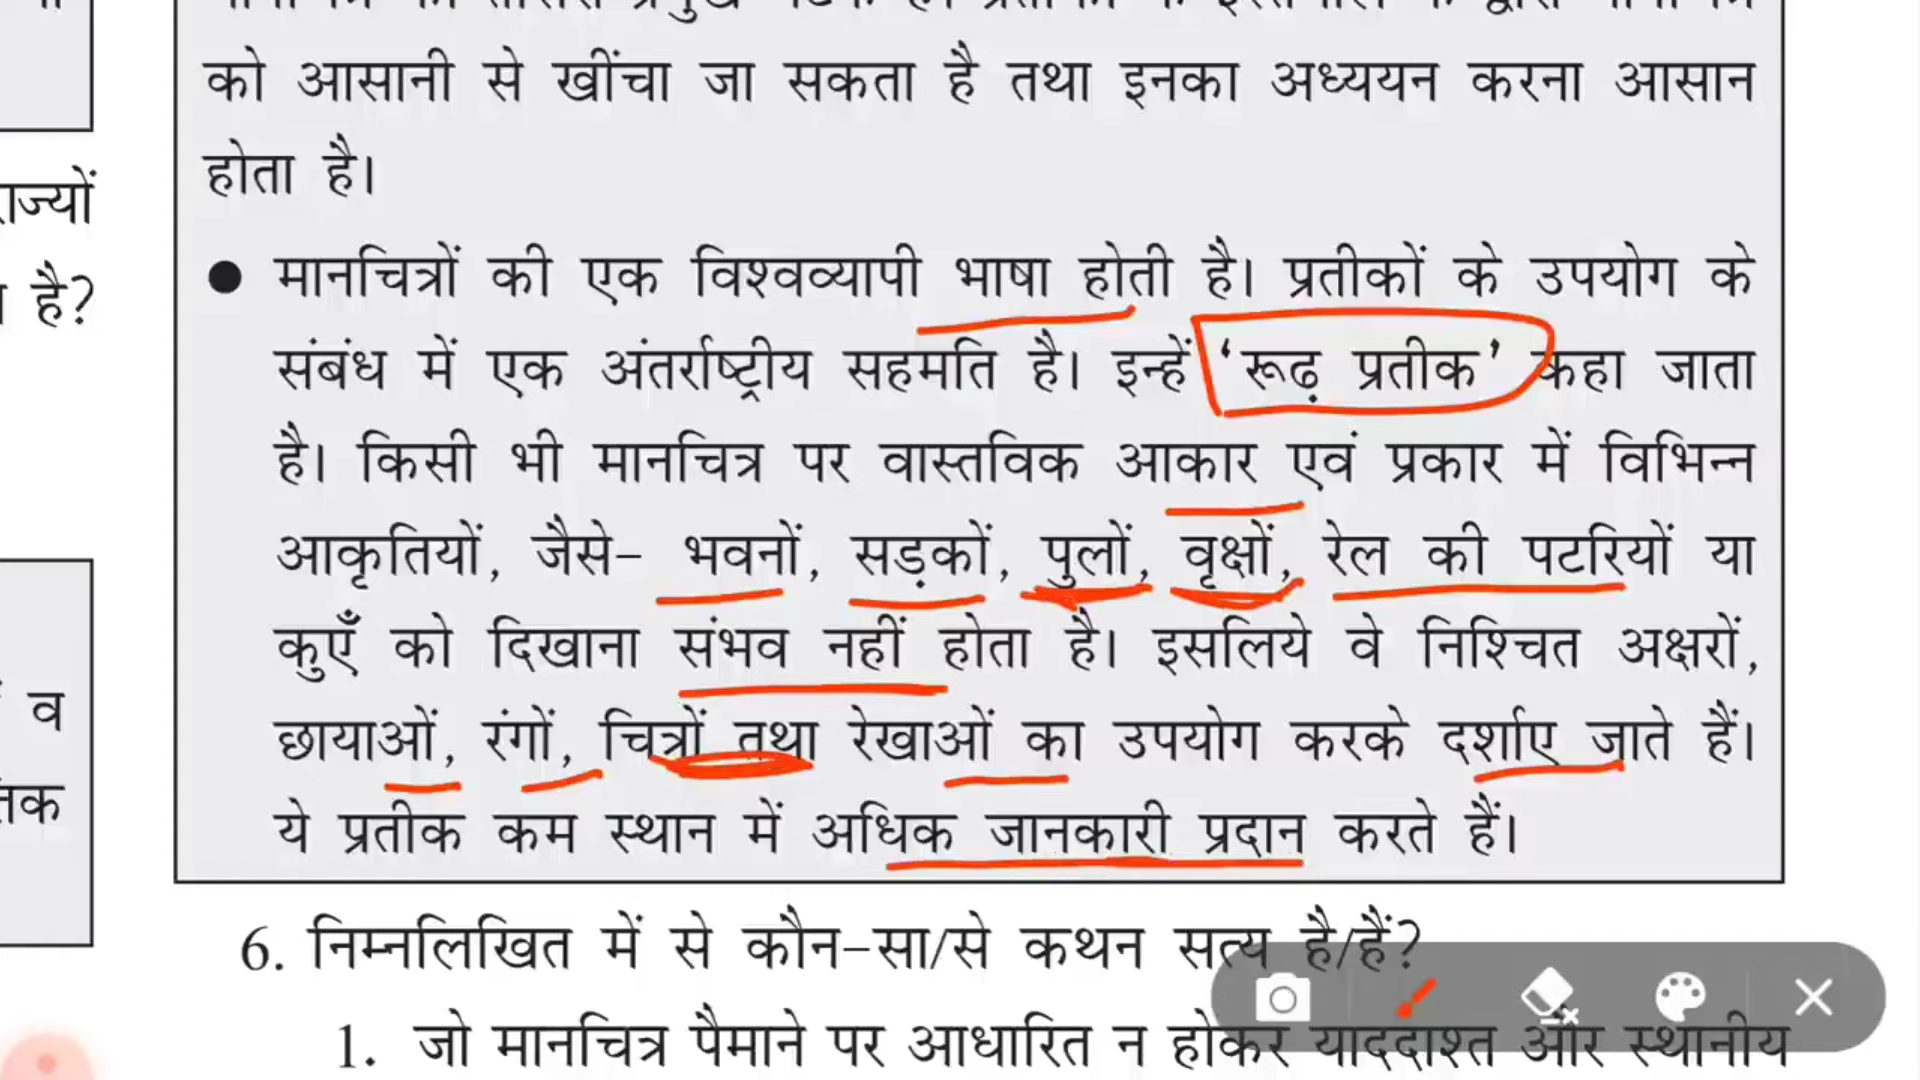 को आसानी से खींचा जा सकता है तथा इनका अध्ययन करना आसान
होता है।
ाज्यों
है?
● मानचित्रों की एक विश्वव्यापी भाषा होती है। प्रतीकों के उपयोग के
संबंध में एक अंतर्राष्ट्रीय सहमति है। इन्हें ‘रूढ़ प्रतीक’ कहा जाता
है। किसी भी मानचित्र पर वास्तविक आकार एवं प्रकार में विभिन्न
आकृतियों, जैसे– भवनों, सड़कों, पुलों, वृक्षों, रेल की पटरियों या
कुएँ को दिखाना संभव नहीं होता है। इसलिये वे निश्चित अक्षरों,
व
छायाओं, रंगों, चित्रों तथा रेखाओं का उपयोग करके दर्शाए जाते हैं।
ये प्रतीक कम स्थान में अधिक जानकारी प्रदान करते हैं।
6. निम्नलिखित में से कौन–सा/से कथन सत्य है/हैं?
1. जो मानचित्र पैमाने पर आधारित न होकर याददाश्त और स्थानीय